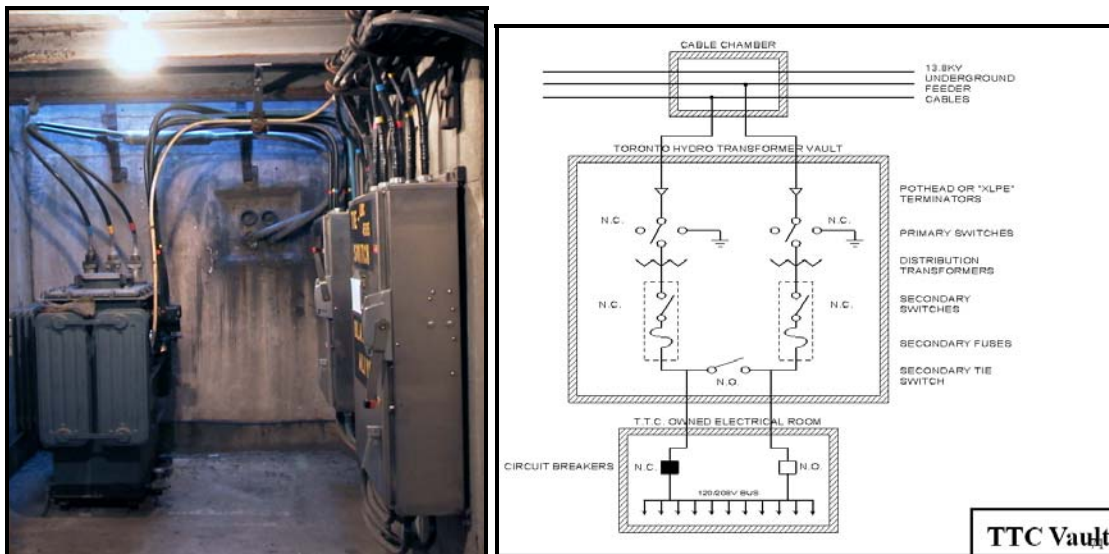 CABLE CHAMBER
13.8KV
UNDERGROUND
FEEDER
CABLES
TORONTO HYDRO TRANSFORMER VAULT
POTHEAD OR "XLPE"
TERMINATORS
N.C.
N.C.
PRIMARY SWITCHES
DISTRIBUTION
TRANSFORMERS
N.C.
N.C.
SECONDARY
SWITCHES
SECONDARY FUSES
SECONDARY TIE
SWITCH
N.O.
T.T.C. OWNED ELECTRICAL ROOM
CIRCUIT BREAKERS
N.C.
N.O.
120/208V BUS
TTC Vault